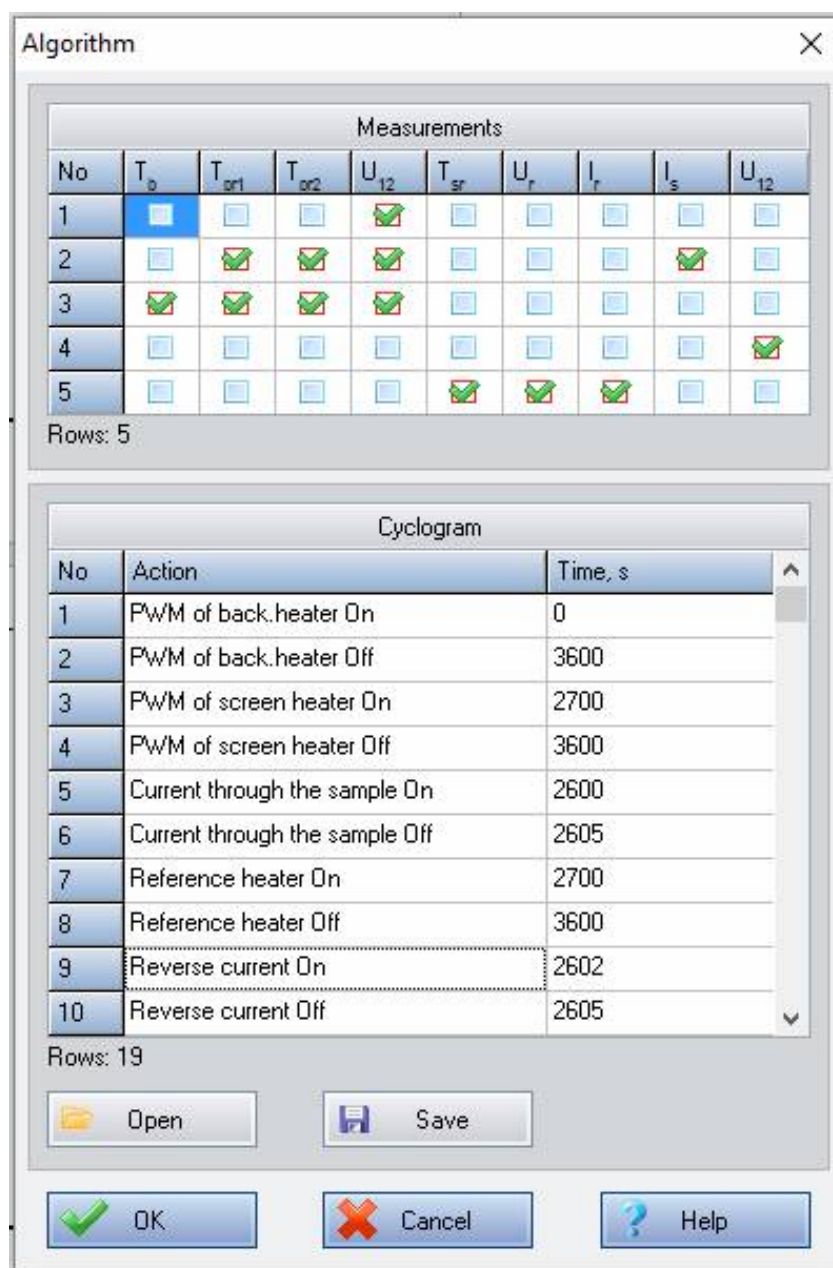 Algorithm
Measurements
No T_b T_or1 T_or2 U_12 T_sr U_r I_r I_s U_12
1
2
3
4
5
Rows: 5
Cyclogram
No Action Time, s
1 PWM of back.heater On 0
2 PWM of back.heater Off 3600
3 PWM of screen heater On 2700
4 PWM of screen heater Off 3600
5 Current through the sample On 2600
6 Current through the sample Off 2605
7 Reference heater On 2700
8 Reference heater Off 3600
9 Reverse current On 2602
10 Reverse current Off 2605
Rows: 19
Open Save
OK Cancel Help